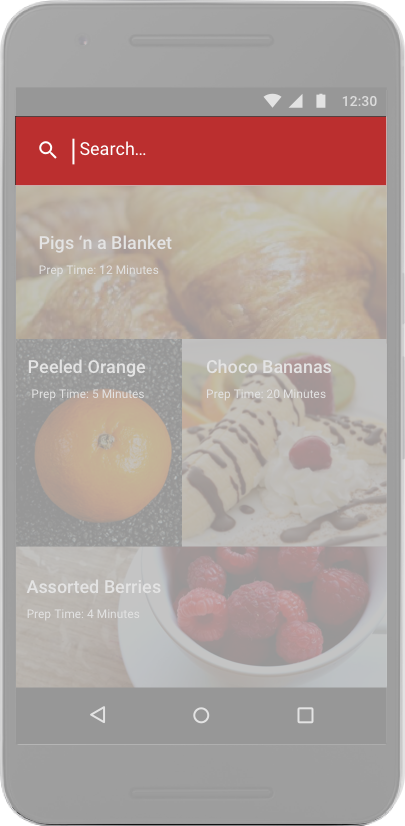 12:30
Search...
Pigs ’n a Blanket
Prep Time: 12 Minutes
Peeled Orange
Prep Time: 5 Minutes
Choco Bananas
Prep Time: 20 Minutes
Assorted Berries
Prep Time: 4 Minutes